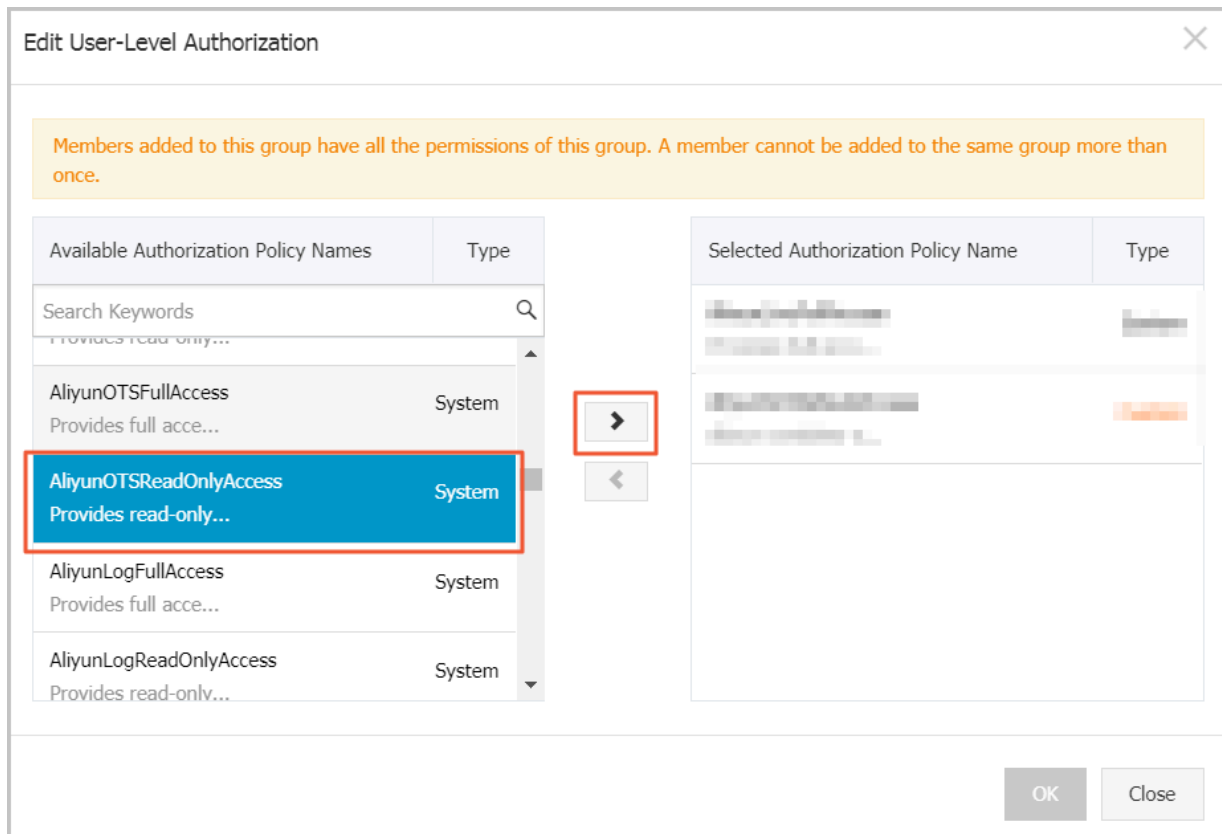 Edit User-Level Authorization
Members added to this group have all the permissions of this group. A member cannot be added to the same group more than
once.
Available Authorization Policy Names Type
Search Keywords
Provides read-only...
AliyunOTSFullAccess System
Provides full acce...
AliyunOTSReadOnlyAccess System
Provides read-only...
AliyunLogFullAccess System
Provides full acce...
AliyunLogReadOnlyAccess System
Provides read-only...
Selected Authorization Policy Name Type
OK Close